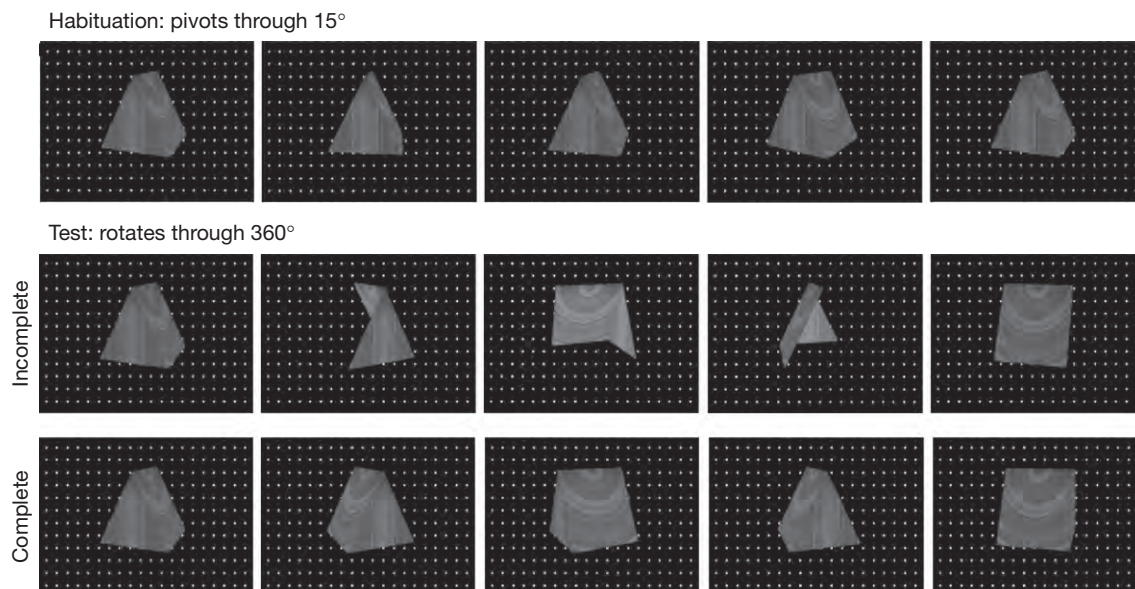 Habituation: pivots through 15°
Test: rotates through 360°
Incomplete
Complete